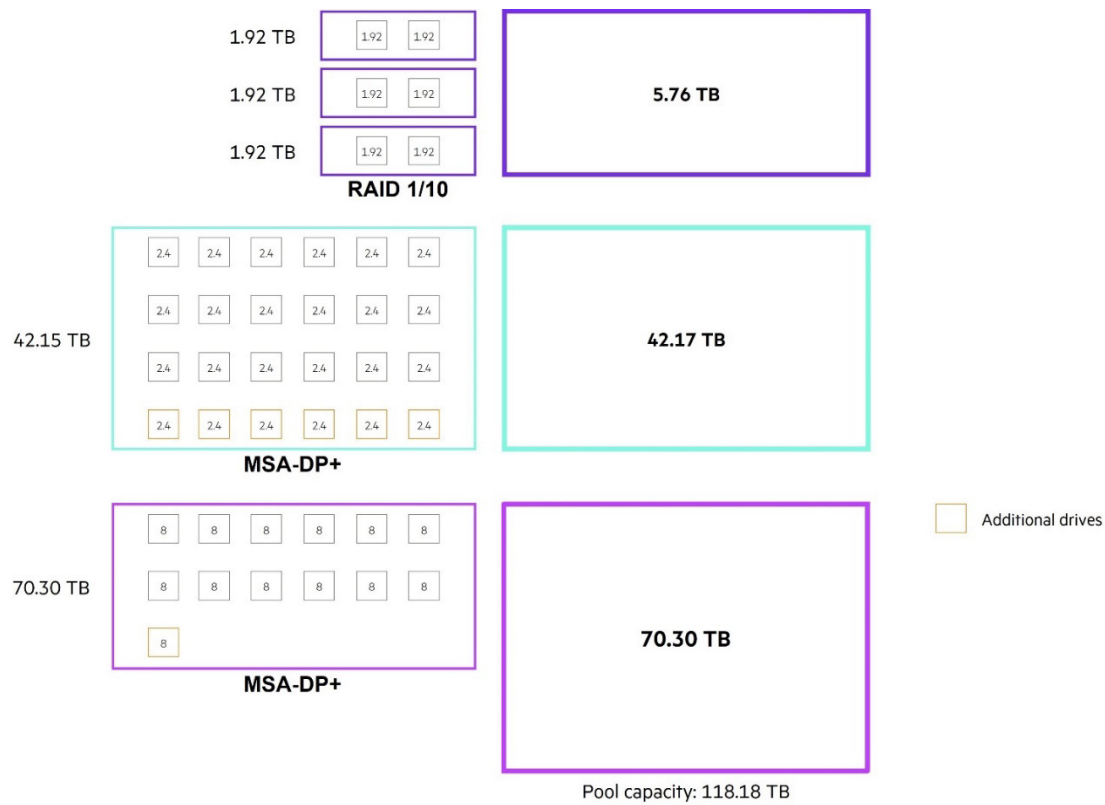 1.92 TB 1.92 1.92
1.92 TB 1.92 1.92 5.76 TB
1.92 TB 1.92 1.92
RAID 1/10
2.4 2.4 2.4 2.4 2.4 2.4
2.4 2.4 2.4 2.4 2.4 2.4
42.15 TB 42.17 TB
2.4 2.4 2.4 2.4 2.4 2.4
2.4 2.4 2.4 2.4 2.4 2.4
MSA-DP+
8 8 8 8 8 8
Additional drives
70.30 TB 8 8 8 8 8 8
8 70.30 TB
MSA-DP+
Pool capacity: 118.18 TB